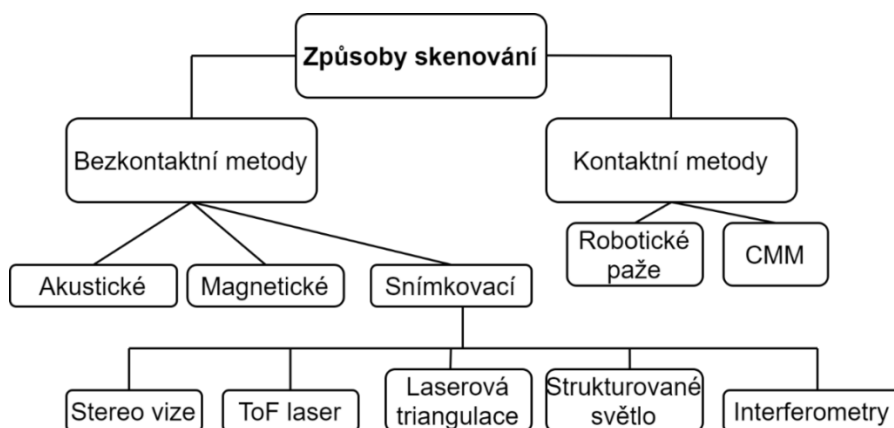 Způsoby skenování
Bezkontaktní metody
Kontaktní metody
Robotické
paže
CMM
Akustické
Magnetické
Snímkovací
Stereo vize
ToF laser
Laserová
triangulace
Strukturované
světlo
Interferometry